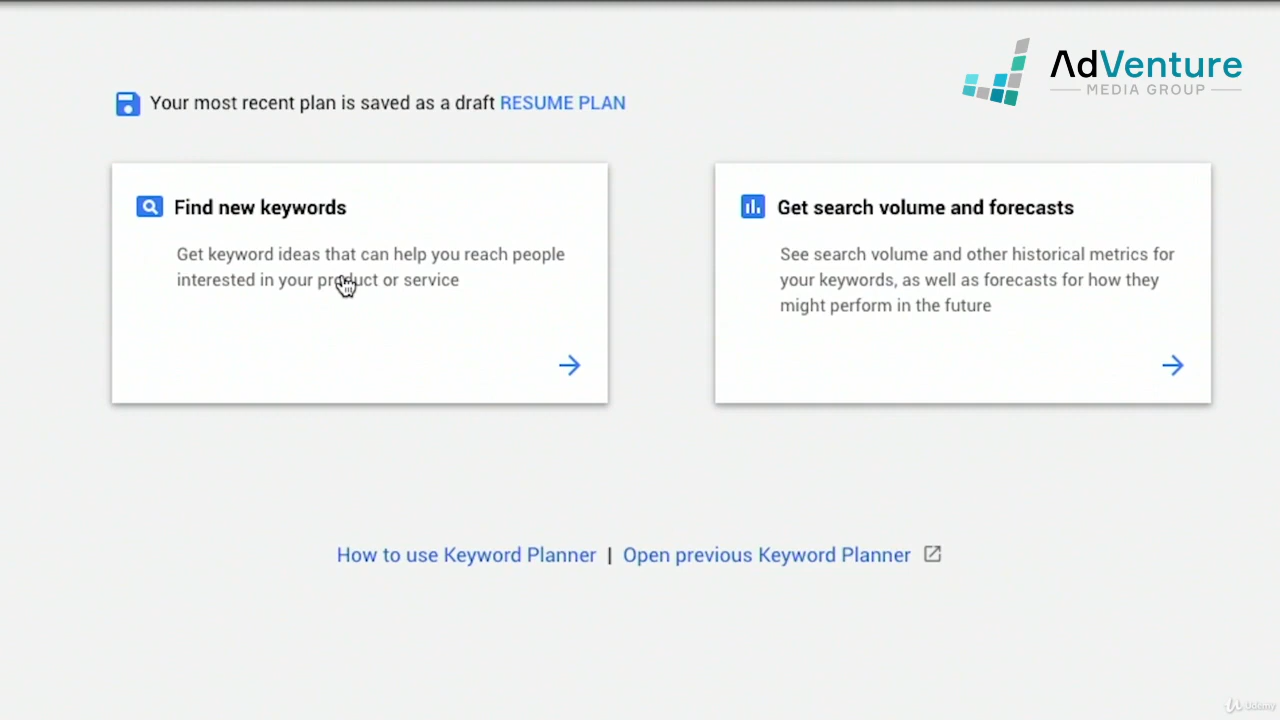 AdVenture
MEDIA GROUP
Your most recent plan is saved as a draft RESUME PLAN
Find new keywords
Get keyword ideas that can help you reach people
interested in your product or service
Get search volume and forecasts
See search volume and other historical metrics for
your keywords, as well as forecasts for how they
might perform in the future
How to use Keyword Planner | Open previous Keyword Planner
Udemy